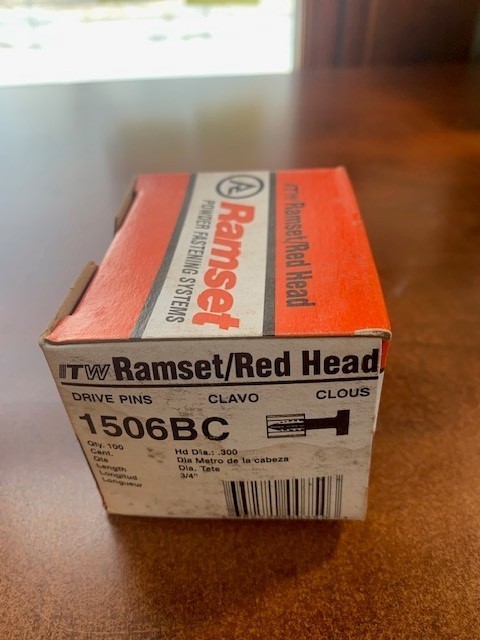 ITW Ramset/Red Head
Ramset
POWDER FASTENING SYSTEMS
ITW Ramset/Red Head
DRIVE PINS CLAVO CLOUS
1506BC
Qty. 100 Hd Dia.: .300
Cant. Dia Metro de la cabeza
Qte Dia. Tete
Length 3/4"
Longitud
Longueur